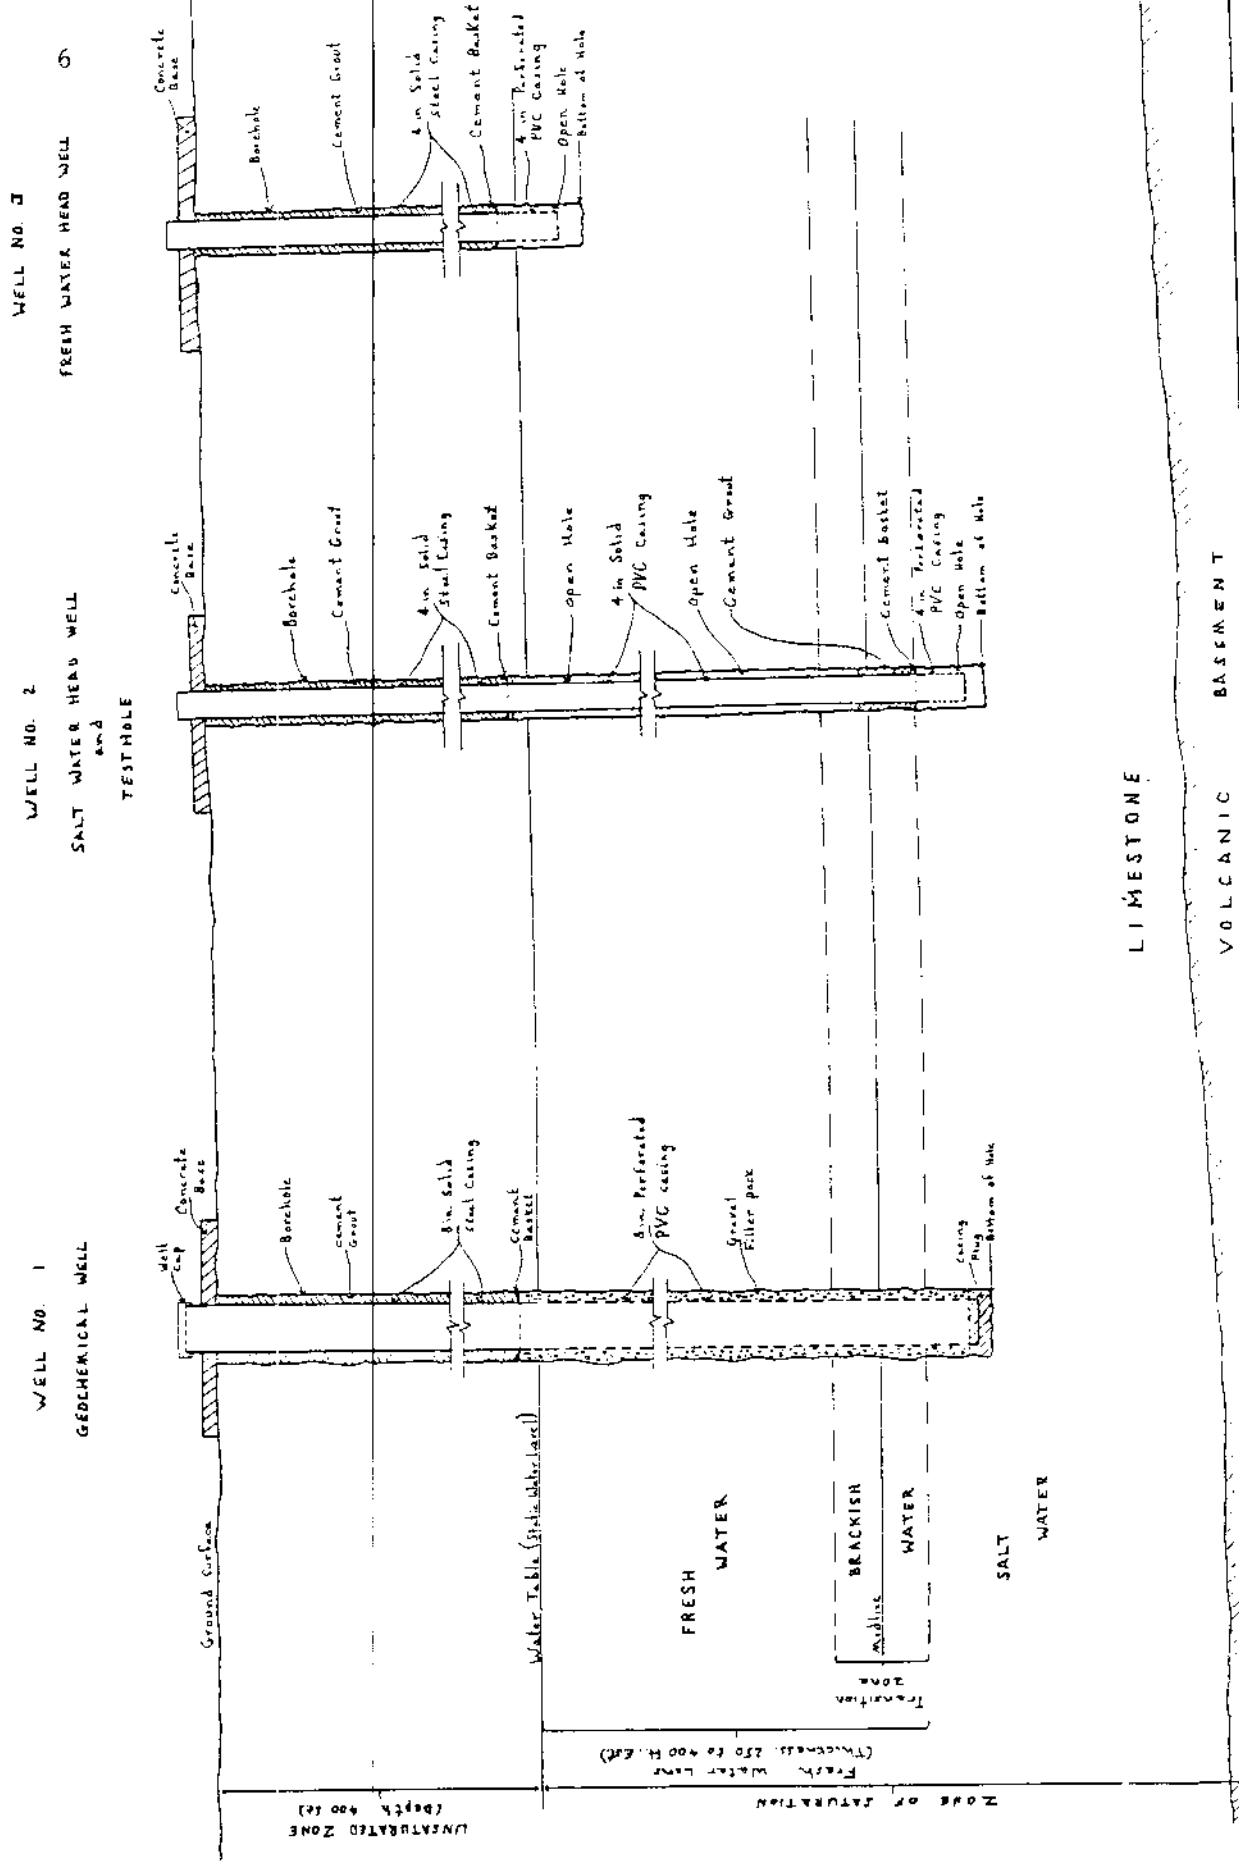 WELL NO. 1
GEOCHEMICAL WELL
Well
Cap
Concrete
Base
Borehole
cement
Grout
8 in. Solid
Steel Casing
Cement
Basket
8 in. Perforated
PVC casing
Gravel
Filter pack
Casing
Plug
Bottom of Hole
WELL NO. 2
SALT WATER HEAD WELL
and
TESTHOLE
Concrete
Base
Borehole
Cement Grout
4 in Solid
Steel Casing
Cement Basket
Open Hole
4 in Solid
PVC Casing
Open Hole
Cement Grout
Cement Basket
4 in Perforated
PVC Casing
Open Hole
Bottom of Hole
WELL NO. 3
FRESH WATER HEAD WELL
6
Concrete
Base
Borehole
Cement Grout
4 in Solid
Steel Casing
Cement Basket
4 in Perforated
PVC Casing
Open Hole
Bottom of Hole
Ground Surface
Water Table (Static Water Level)
FRESH
WATER
BRACKISH
Midline
WATER
SALT
WATER
Transition
Zone
Fresh Water Lens
(Thickness 250 to 400 ft. Est)
UNSATURATED ZONE
(Depth 400 ft)
ZONE OF SATURATION
LIMESTONE
VOLCANIC BASEMENT